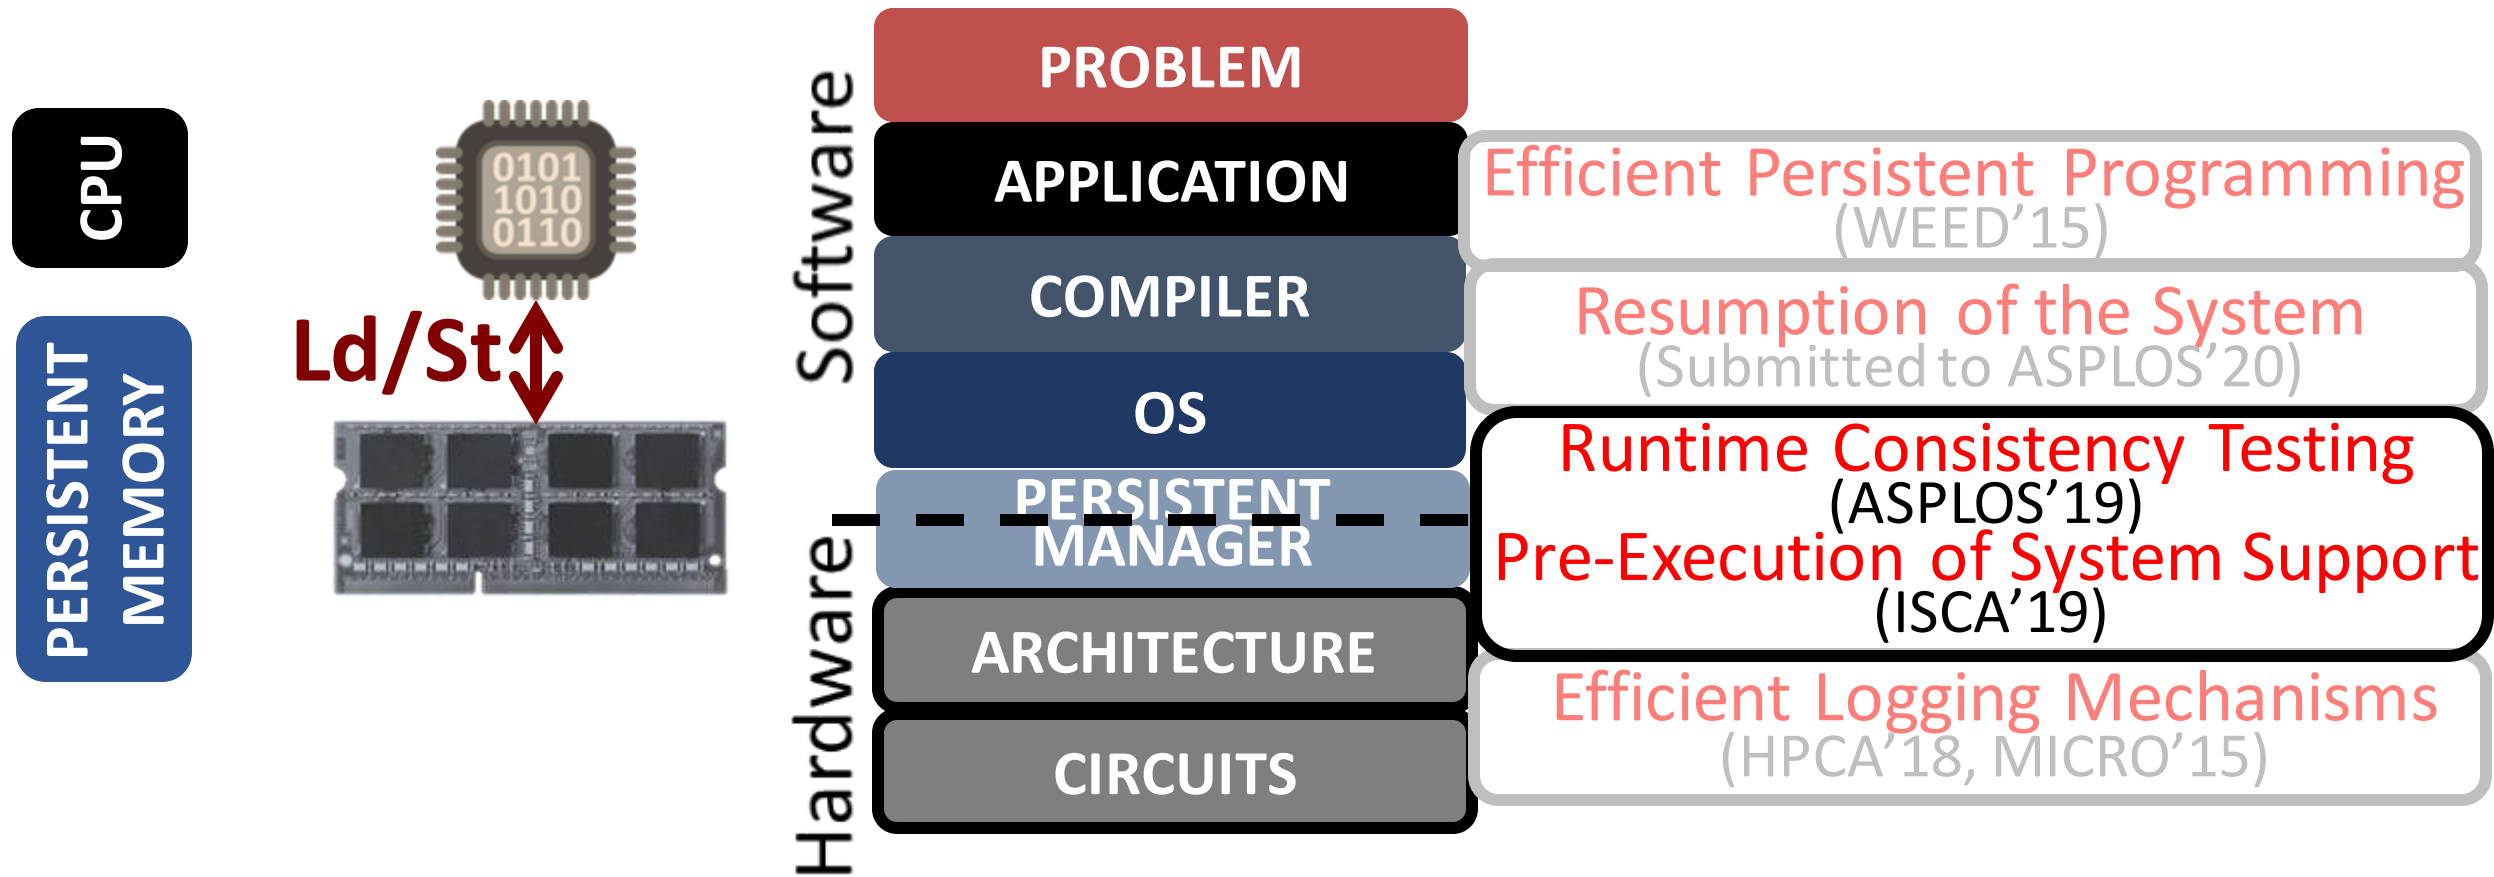 CPU
PERSISTENT
MEMORY
0101
1010
0110
Ld/St
Software
Hardware
PROBLEM
APPLICATION
COMPILER
OS
PERSISTENT
MANAGER
ARCHITECTURE
CIRCUITS
Efficient Persistent Programming
(WEED’15)
Resumption of the System
(Submitted to ASPLOS’20)
Runtime Consistency Testing
(ASPLOS’19)
Pre-Execution of System Support
(ISCA’19)
Efficient Logging Mechanisms
(HPCA’18, MICRO’15)